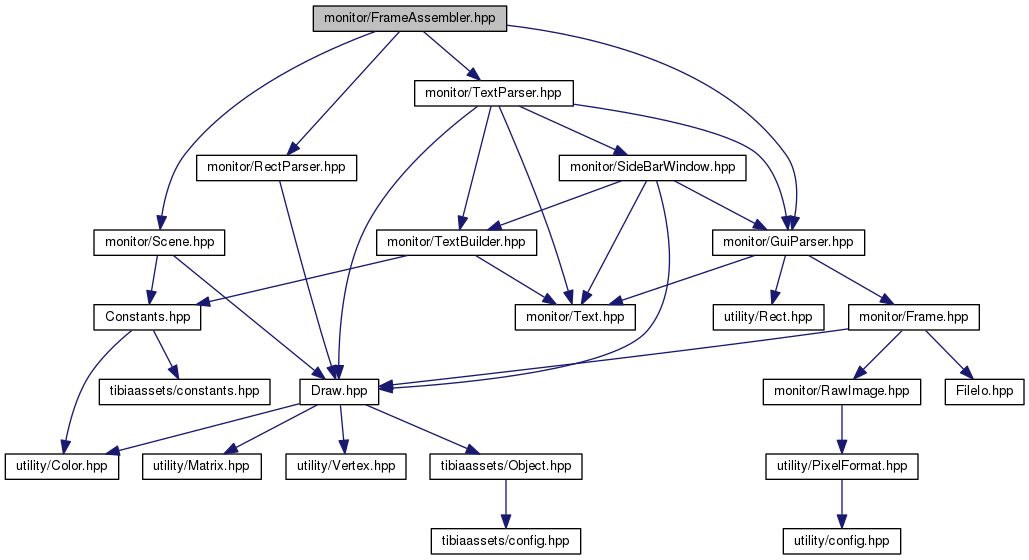 monitor/FrameAssembler.hpp
monitor/TextParser.hpp
monitor/RectParser.hpp
monitor/SideBarWindow.hpp
monitor/Scene.hpp
monitor/TextBuilder.hpp
monitor/GuiParser.hpp
Constants.hpp
monitor/Text.hpp
utility/Rect.hpp
monitor/Frame.hpp
tibiaassets/constants.hpp
Draw.hpp
monitor/RawImage.hpp
FileIo.hpp
utility/Color.hpp
utility/Matrix.hpp
utility/Vertex.hpp
tibiaassets/Object.hpp
utility/PixelFormat.hpp
tibiaassets/config.hpp
utility/config.hpp